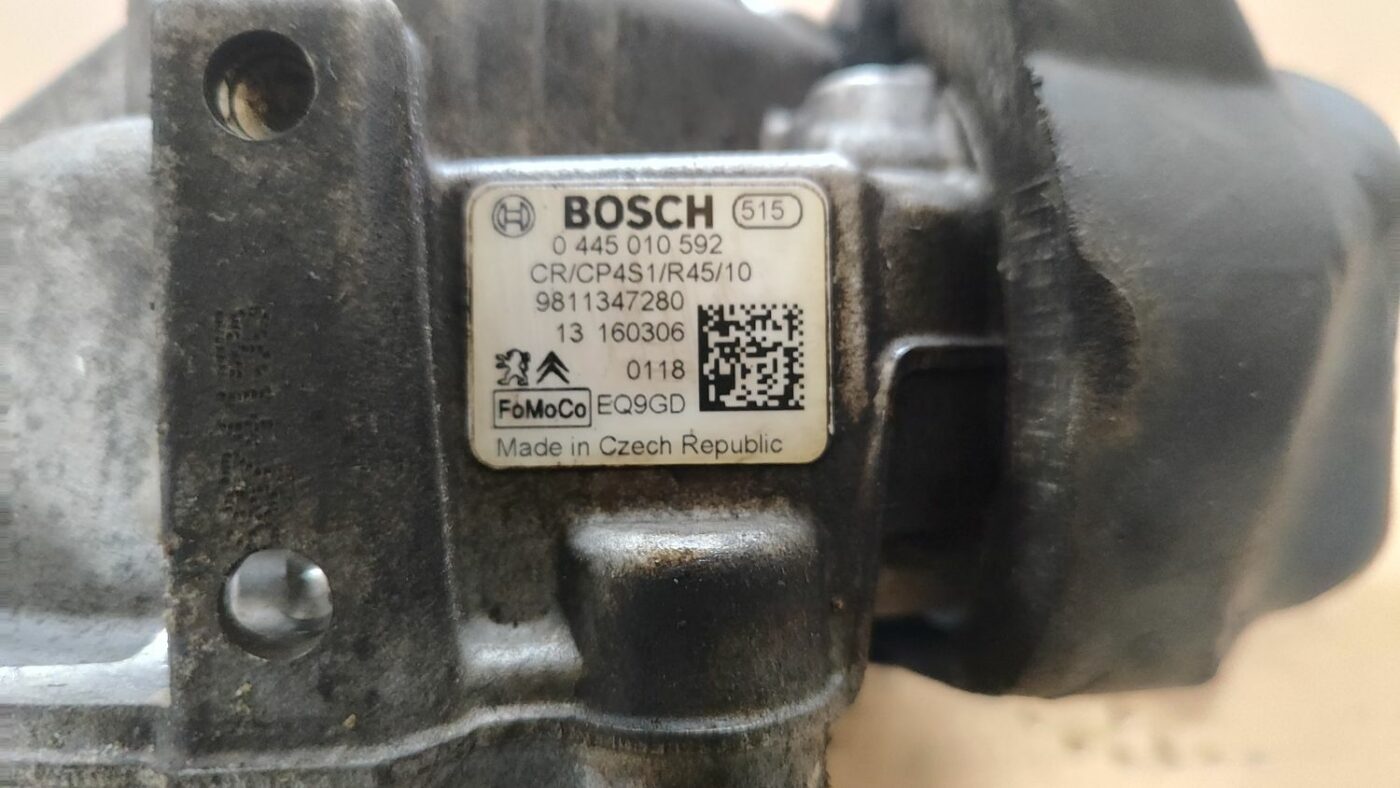 BOSCH 515
0 445 010 592
CR/CP4S1/R45/10
9811347280
13 160306
0118
FoMoCo EQ9GD
Made in Czech Republic